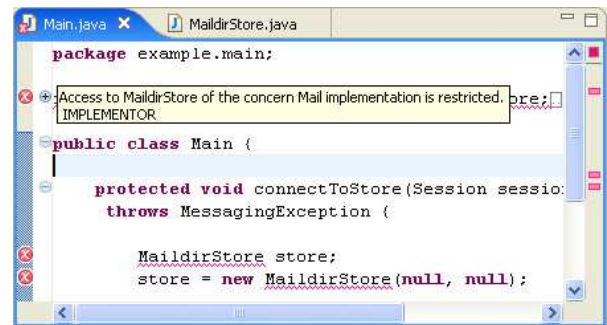 Main.java MaildirStore.java
package example.main;
Access to MaildirStore of the concern Mail implementation is restricted. ore;
IMPLEMENTOR
public class Main {
protected void connectToStore(Session session
throws MessagingException {
MaildirStore store;
store = new MaildirStore(null, null);